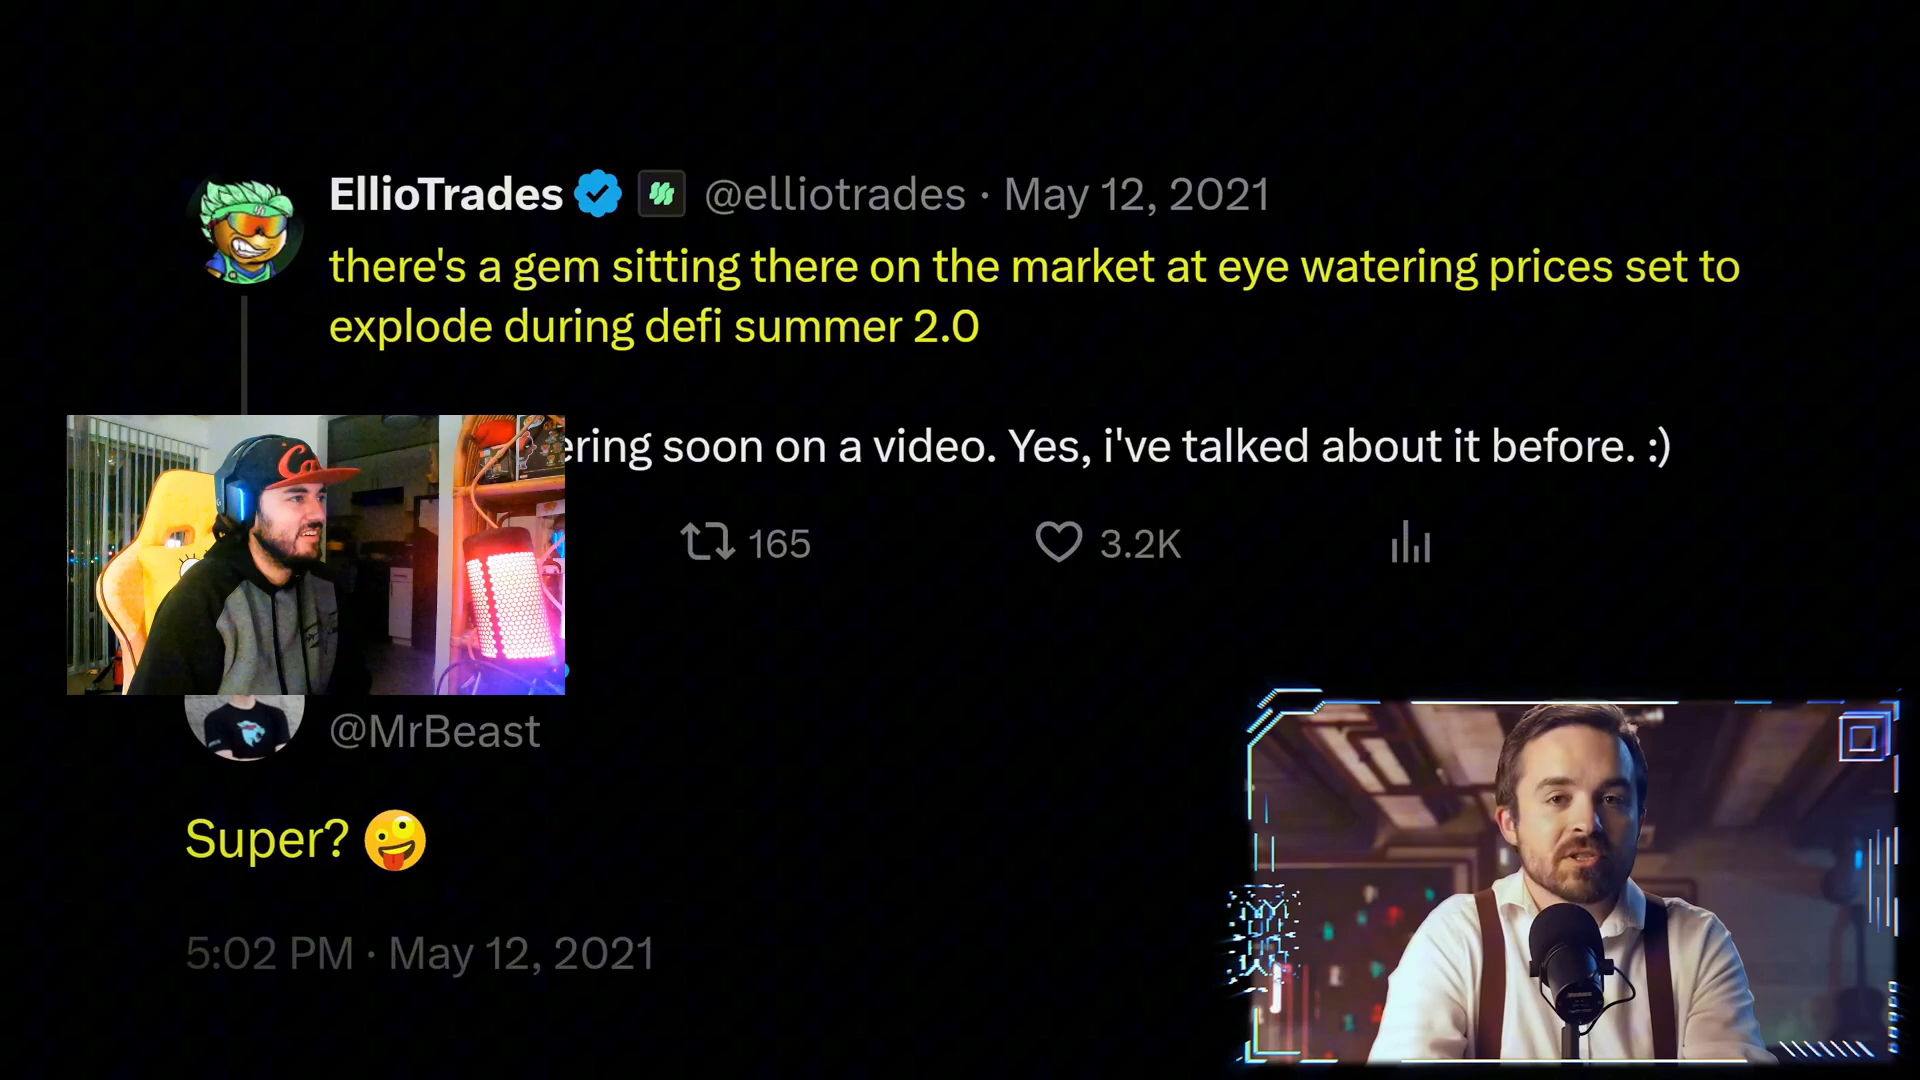 EllioTrades @elliotrades · May 12, 2021
there's a gem sitting there on the market at eye watering prices set to
explode during defi summer 2.0
ering soon on a video. Yes, i've talked about it before. :)
165 3.2K
@MrBeast
Super? 🤪
5:02 PM · May 12, 2021